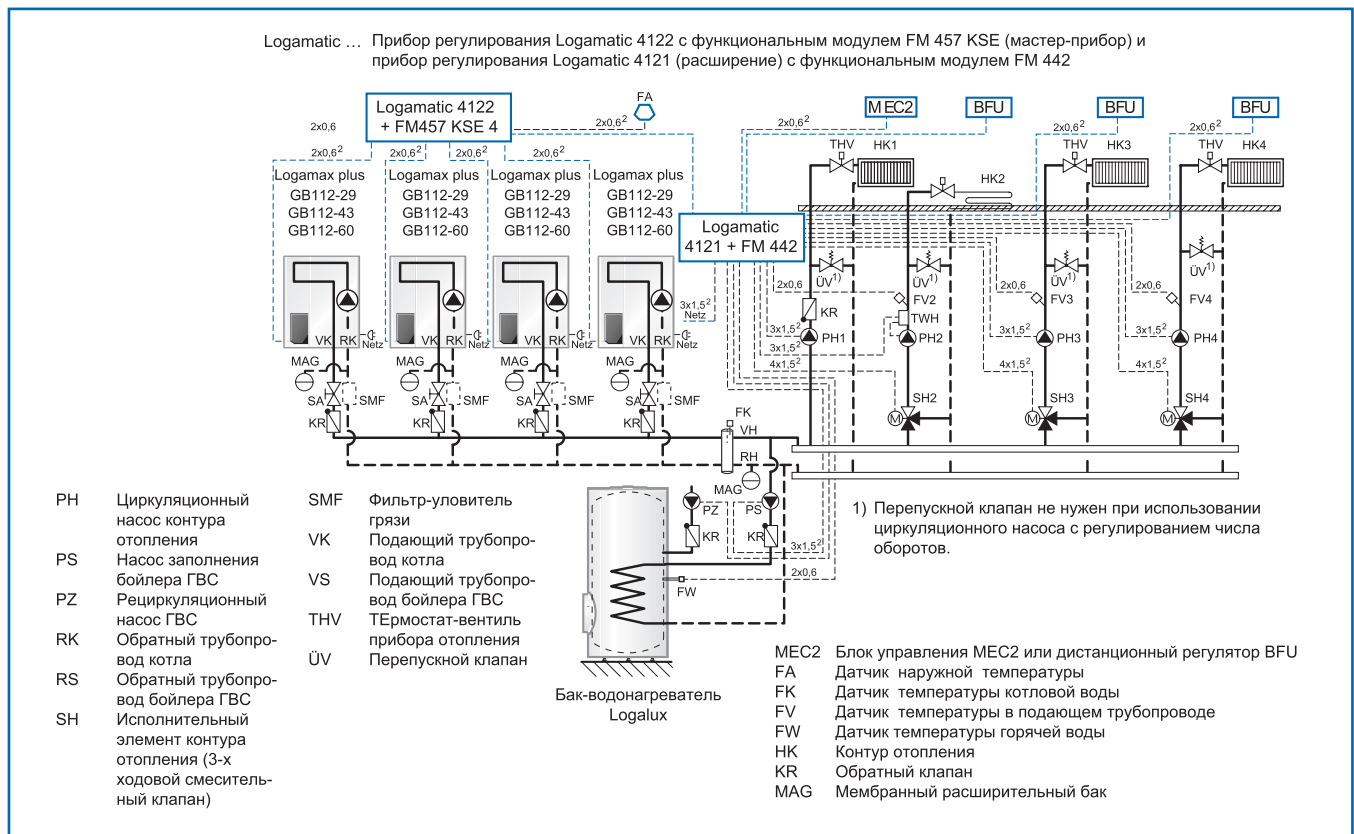 Logamatic … Прибор регулирования Logamatic 4122 с функциональным модулем FM 457 KSE (мастер-прибор) и
прибор регулирования Logamatic 4121 (расширение) с функциональным модулем FM 442
Logamatic 4122
+ FM457 KSE 4
FA
MEC2
BFU
BFU
BFU
2x0,6
2x0,6²
2x0,6²
2x0,6²
2x0,6²
2x0,6²
2x0,6²
2x0,6²
2x0,6²
2x0,6²
THV
HK1
HK2
THV
HK3
THV
HK4
Logamax plus
GB112-29
GB112-43
GB112-60
Logamax plus
GB112-29
GB112-43
GB112-60
Logamax plus
GB112-29
GB112-43
GB112-60
Logamax plus
GB112-29
GB112-43
GB112-60
Logamatic
4121 + FM 442
ÜV¹⁾
ÜV¹⁾
ÜV¹⁾
ÜV¹⁾
2x0,6
FV2
2x0,6
FV3
2x0,6
FV4
3x1,5²
Netz
KR
TWH
VK RK
Netz
VK RK
Netz
VK RK
Netz
VK RK
Netz
3x1,5²
PH1
PH2
3x1,5²
PH3
3x1,5²
PH4
3x1,5²
4x1,5²
4x1,5²
4x1,5²
MAG
MAG
MAG
MAG
SA
SMF
SA
SMF
SA
SMF
SA
SMF
KR
KR
KR
KR
M
SH2
M
SH3
M
SH4
FK
VH
RH
MAG
PZ
PS
KR
KR
3x1,5²
2x0,6
FW
Бак-водонагреватель
Logalux
1) Перепускной клапан не нужен при использовании
циркуляционного насоса с регулированием числа
оборотов.
PH Циркуляционный
насос контура
отопления
PS Насос заполнения
бойлера ГВС
PZ Рециркуляционный
насос ГВС
RK Обратный трубопро-
вод котла
RS Обратный трубопро-
вод бойлера ГВС
SH Исполнительный
элемент контура
отопления (3-х
ходовой смеситель-
ный клапан)
SMF Фильтр-уловитель
грязи
VK Подающий трубопро-
вод котла
VS Подающий трубопро-
вод бойлера ГВС
THV ТЕрмостат-вентиль
прибора отопления
ÜV Перепускной клапан
MEC2 Блок управления MEC2 или дистанционный регулятор BFU
FA Датчик наружной температуры
FK Датчик температуры котловой воды
FV Датчик температуры в подающем трубопроводе
FW Датчик температуры горячей воды
HK Контур отопления
KR Обратный клапан
MAG Мембранный расширительный бак